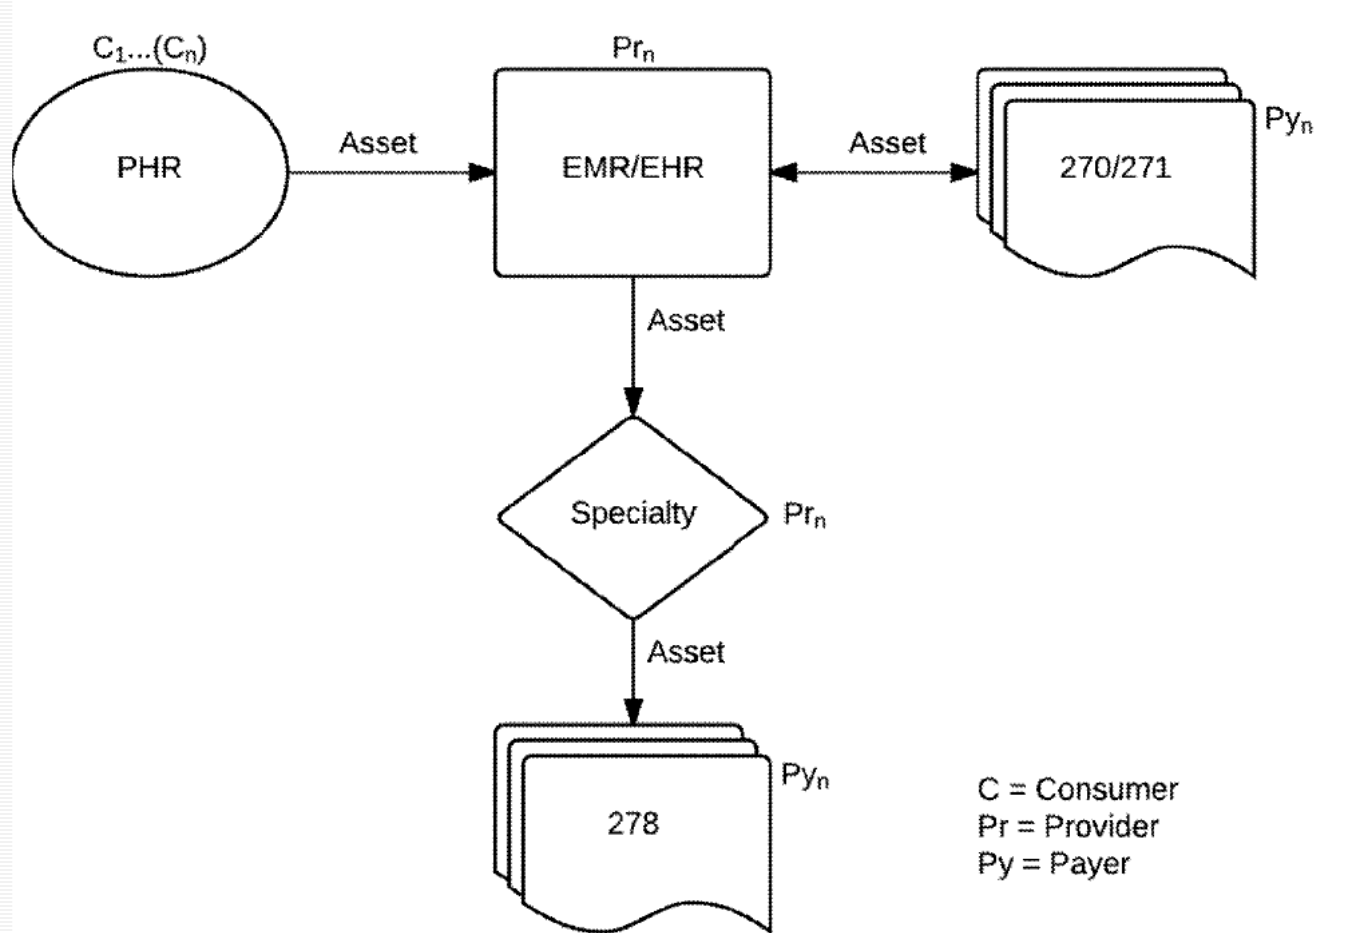 C₁...(Cₙ)
Prₙ
PHR
Asset
EMR/EHR
Asset
270/271
Pyₙ
Asset
Specialty
Prₙ
Asset
278
Pyₙ
C = Consumer
Pr = Provider
Py = Payer